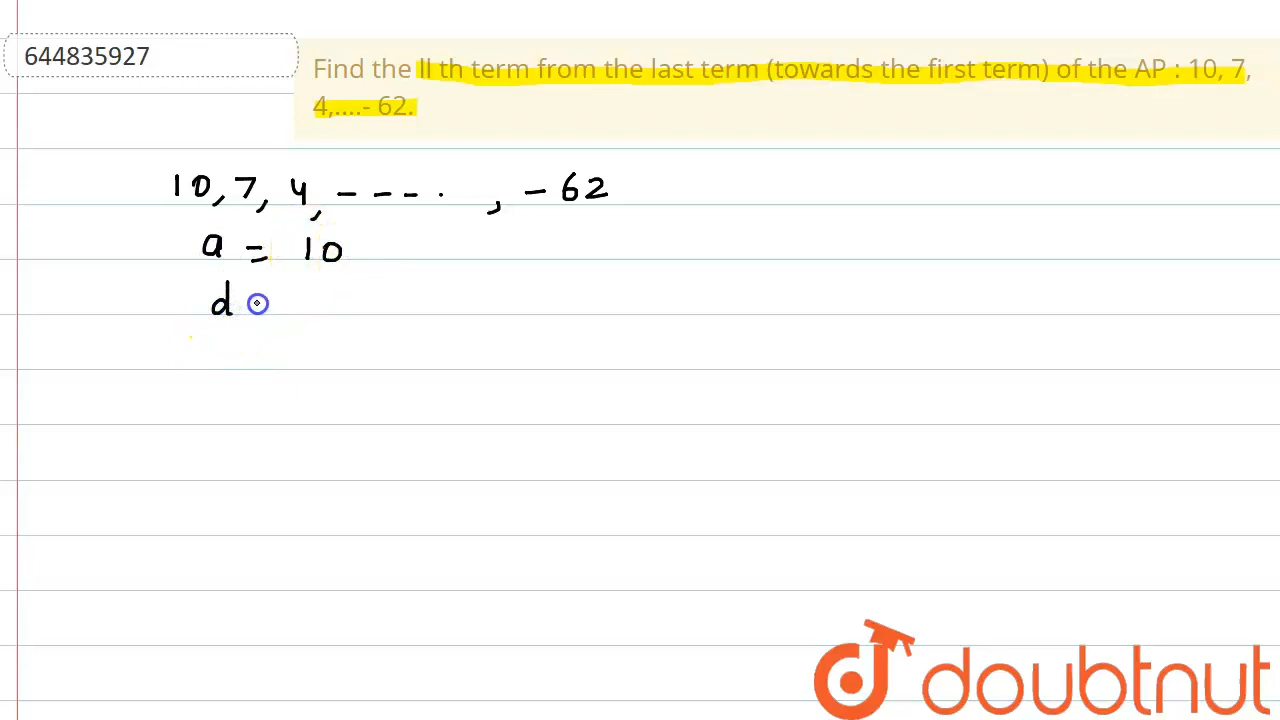 644835927
Find the ll th term from the last term (towards the first term) of the AP : 10, 7,
4,....- 62.
10, 7, 4, - - - . , - 62
a = 10
d
doubtnut